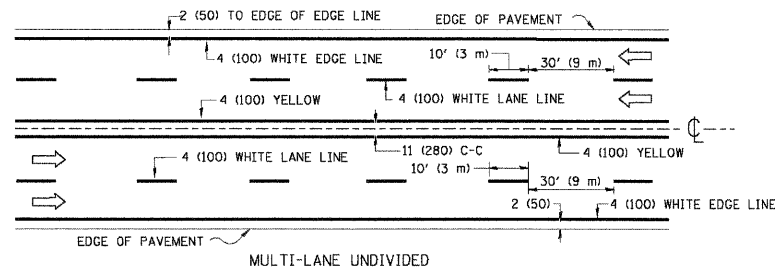 2 (50) TO EDGE OF EDGE LINE
EDGE OF PAVEMENT
4 (100) WHITE EDGE LINE
10' (3 m)
30' (9 m)
4 (100) WHITE LANE LINE
4 (100) YELLOW
℄
11 (280) C-C
4 (100) YELLOW
4 (100) WHITE LANE LINE
10' (3 m)
30' (9 m)
2 (50)
4 (100) WHITE EDGE LINE
EDGE OF PAVEMENT
MULTI-LANE UNDIVIDED